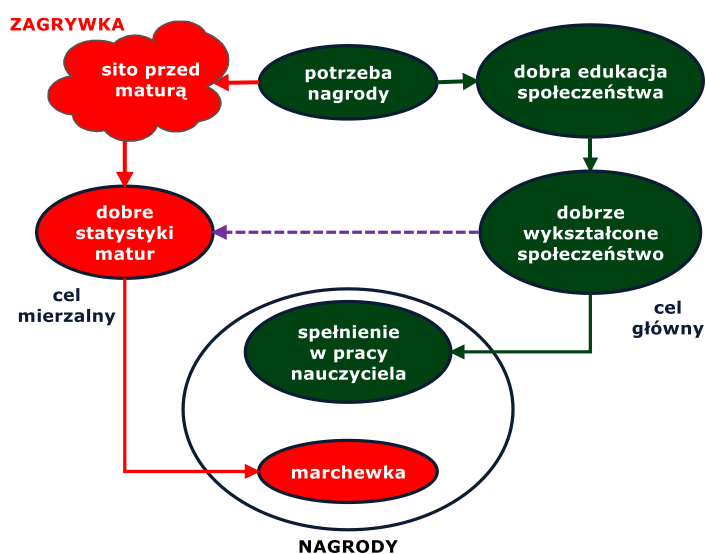 ZAGRYWKA
sito przed
maturą
potrzeba
nagrody
dobra edukacja
społeczeństwa
dobre
statystyki
matur
dobrze
wykształcone
społeczeństwo
cel
mierzalny
cel
główny
spełnienie
w pracy
nauczyciela
marchewka
NAGRODY